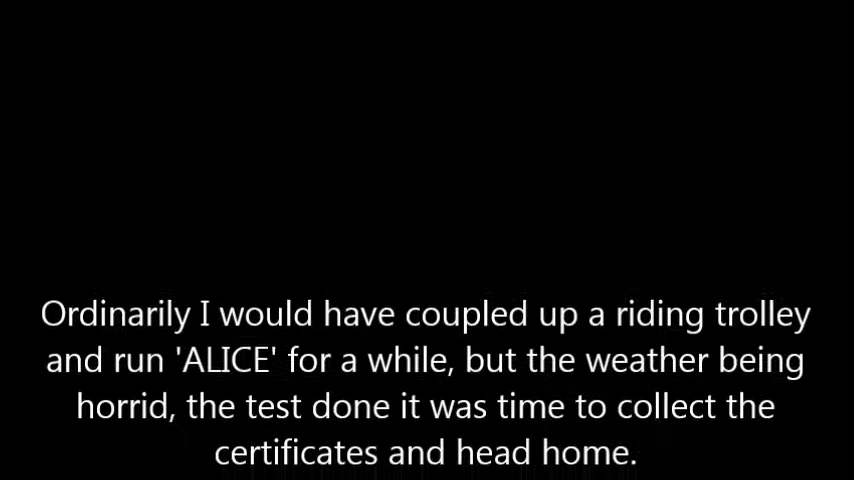 Ordinarily I would have coupled up a riding trolley
and run 'ALICE' for a while, but the weather being
horrid, the test done it was time to collect the
certificates and head home.